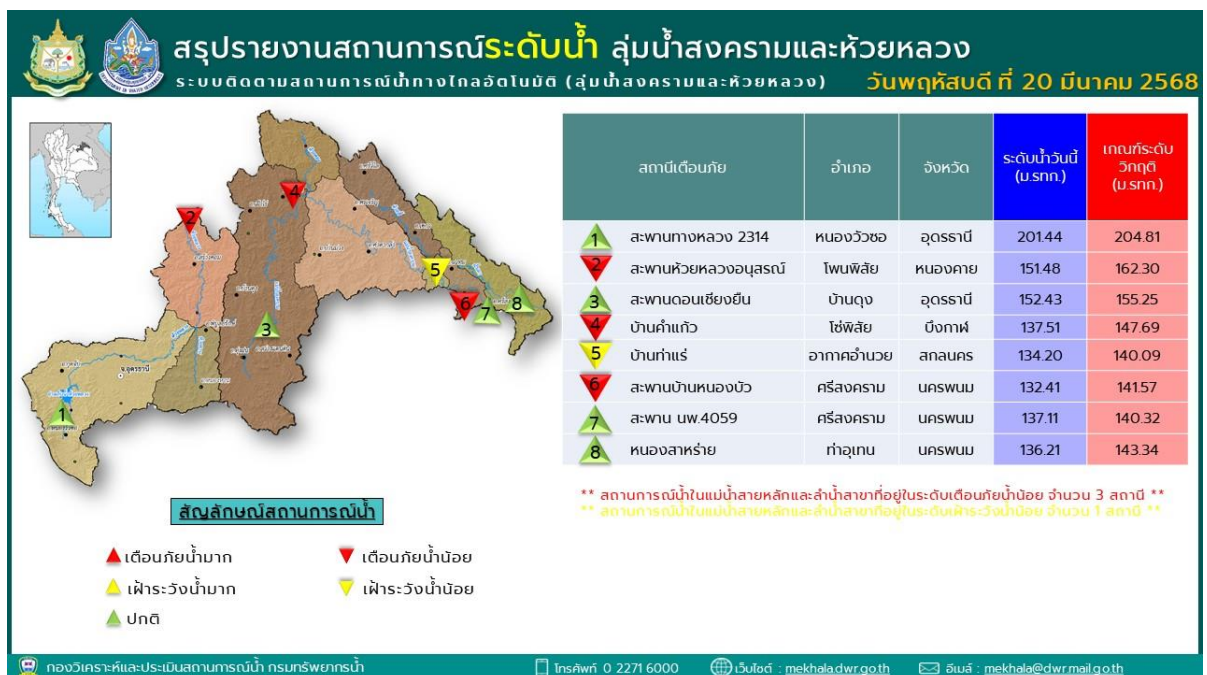 สรุปรายงานสถานการณ์ระดับน้ำ ลุ่มน้ำสงครามและห้วยหลวง
ระบบติดตามสถานการณ์น้ำทางไกลอัตโนมัติ (ลุ่มน้ำสงครามและห้วยหลวง)
วันพฤหัสบดี ที่ 20 มีนาคม 2568
สถานีเตือนภัย อำเภอ จังหวัด ระดับน้ำวันนี้ (ม.รทก.) เกณฑ์ระดับวิกฤติ (ม.รทก.)
1 สะพานทางหลวง 2314 หนองวัวซอ อุดรธานี 201.44 204.81
2 สะพานห้วยหลวงอนุสรณ์ โพนพิสัย หนองคาย 151.48 162.30
3 สะพานดอนเชียงยืน บ้านดุง อุดรธานี 152.43 155.25
4 บ้านคำแก้ว โซ่พิสัย บึงกาฬ 137.51 147.69
5 บ้านท่าแร่ อากาศอำนวย สกลนคร 134.20 140.09
6 สะพานบ้านหนองบัว ศรีสงคราม นครพนม 132.41 141.57
7 สะพาน นพ.4059 ศรีสงคราม นครพนม 137.11 140.32
8 หนองสาหร่าย ท่าอุเทน นครพนม 136.21 143.34
** สถานการณ์น้ำในแม่น้ำสายหลักและลำน้ำสาขาที่อยู่ในระดับเตือนภัยน้ำน้อย จำนวน 3 สถานี **
** สถานการณ์น้ำในแม่น้ำสายหลักและลำน้ำสาขาที่อยู่ในระดับเฝ้าระวังน้ำน้อย จำนวน 1 สถานี **
2
4
5
6
7
8
3
1
จ.อุดรธานี
สัญลักษณ์สถานการณ์น้ำ
เตือนภัยน้ำมาก เตือนภัยน้ำน้อย
เฝ้าระวังน้ำมาก เฝ้าระวังน้ำน้อย
ปกติ
กองวิเคราะห์และประเมินสถานการณ์น้ำ กรมทรัพยากรน้ำ โทรศัพท์ 0 2271 6000 เว็บไซต์ : mekhala.dwr.go.th อีเมล์ : mekhala@dwr.mail.go.th